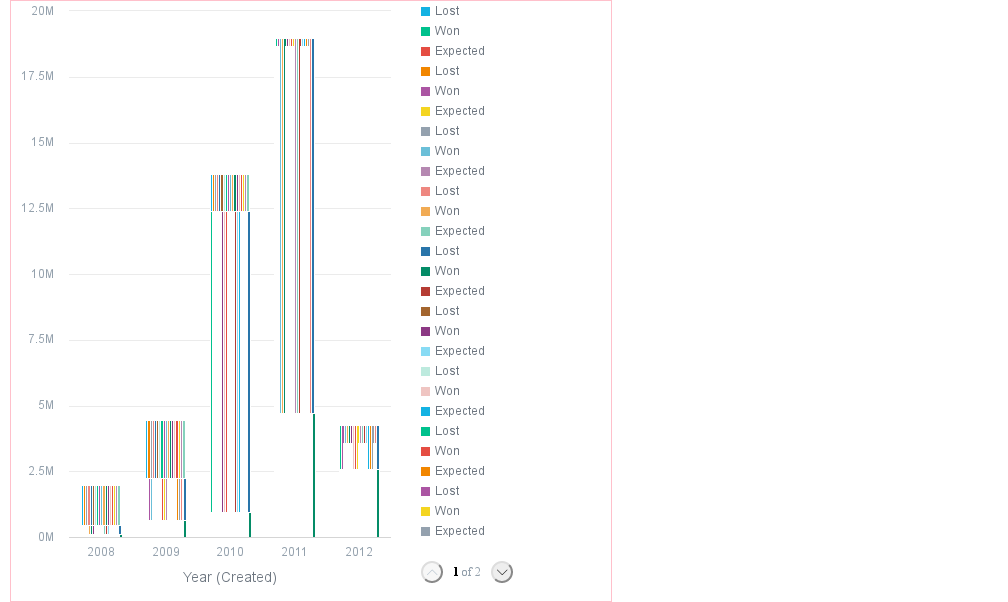 20M
17.5M
15M
12.5M
10M
7.5M
5M
2.5M
0M
2008 2009 2010 2011 2012
Year (Created)
Lost
Won
Expected
Lost
Won
Expected
Lost
Won
Expected
Lost
Won
Expected
Lost
Won
Expected
Lost
Won
Expected
Lost
Won
Expected
Lost
Won
Expected
Lost
Won
Expected
1 of 2